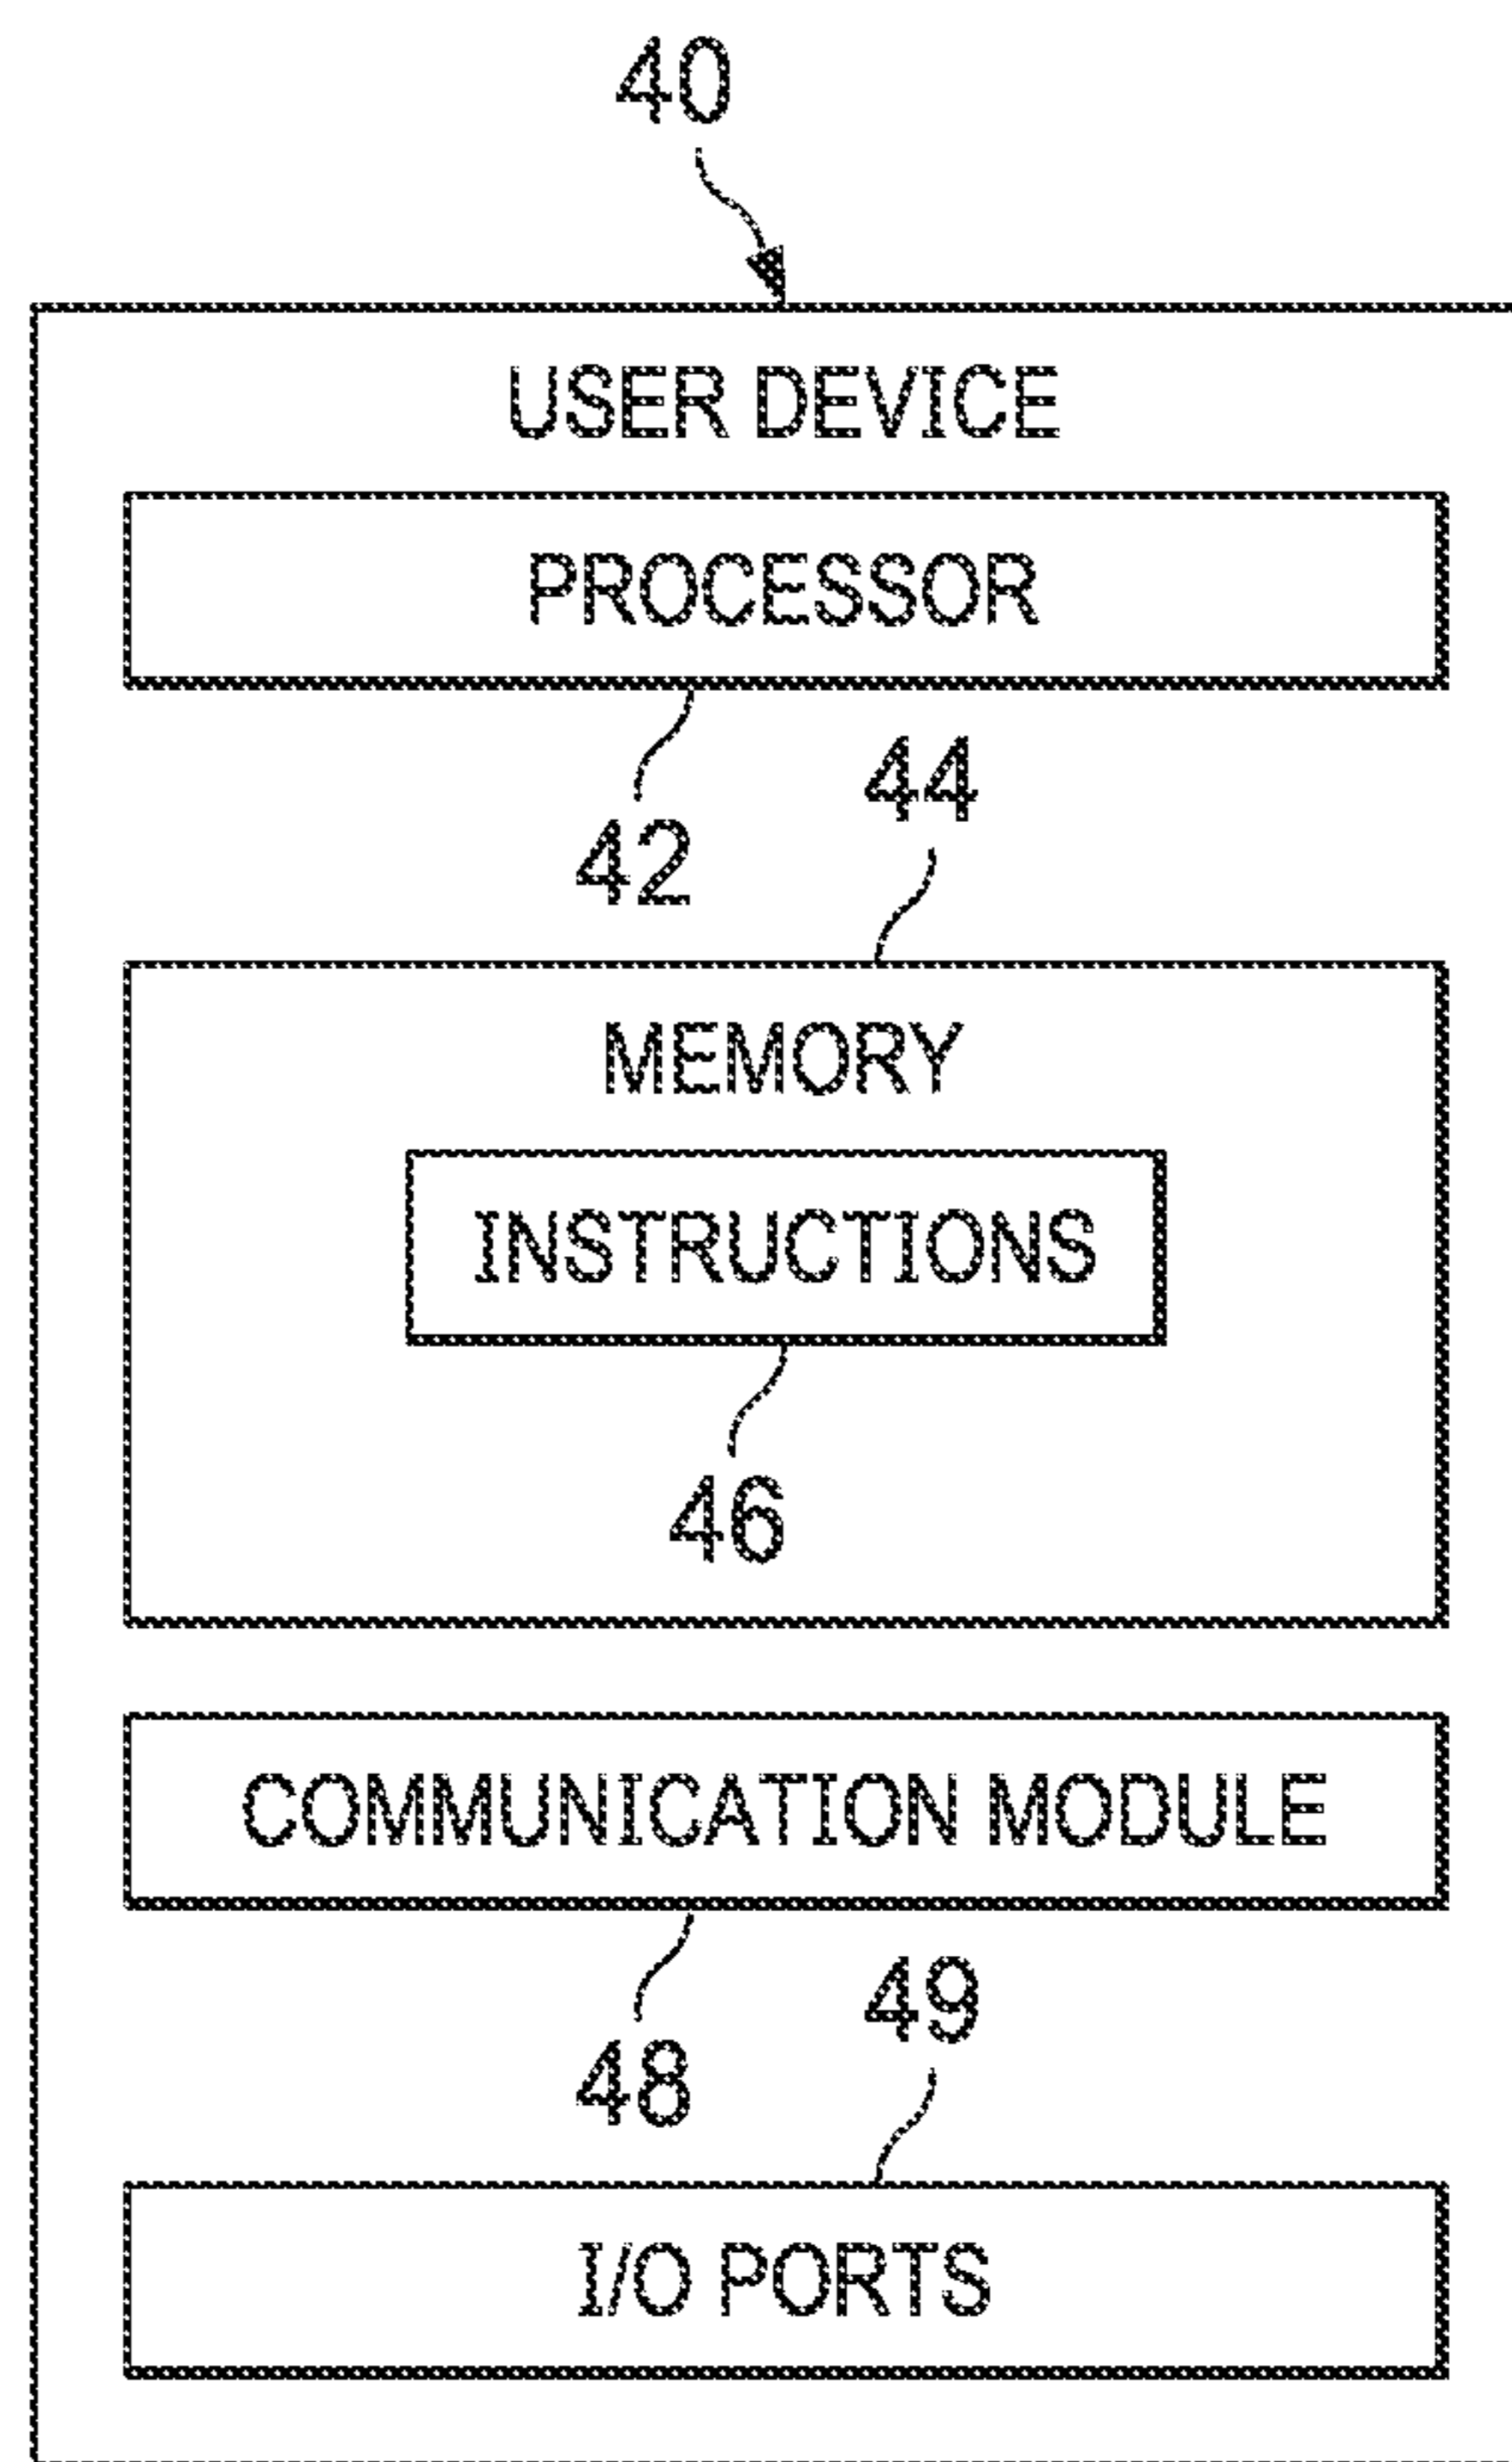 40
USER DEVICE
PROCESSOR
42
44
MEMORY
INSTRUCTIONS
46
COMMUNICATION MODULE
48
49
I/O PORTS